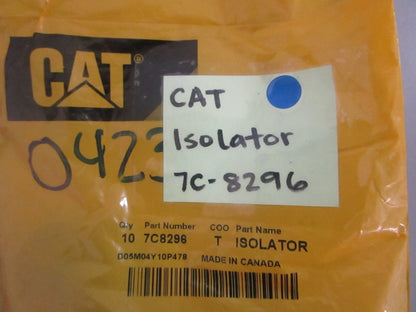 CAT®
CAT
Isolator
7C-8296
0423
Qty Part Number COO Part Name
10 7C8296 T ISOLATOR
D05M04Y10P478 MADE IN CANADA